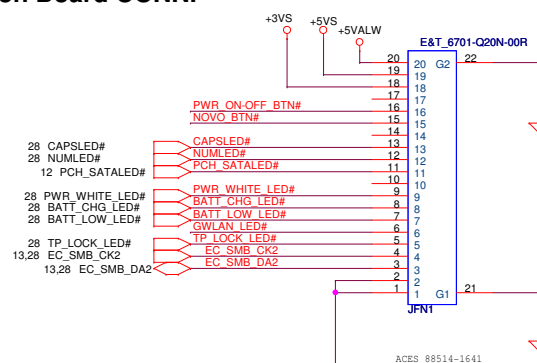 +3VS
+5VS
+5VALW
E&T_6701-Q20N-00R
20 20 G2 22
19 19
18 18
17 17
PWR_ON-OFF_BTN# 16 16
NOVO_BTN# 15 15
14 14
28 CAPSLED# CAPSLED# 13 13
28 NUMLED# NUMLED# 12 12
12 PCH_SATALED# PCH_SATALED# 11 11
10 10
28 PWR_WHITE_LED# PWR_WHITE_LED# 9 9
28 BATT_CHG_LED# BATT_CHG_LED# 8 8
28 BATT_LOW_LED# BATT_LOW_LED# 7 7
GWLAN_LED# 6 6
28 TP_LOCK_LED# TP_LOCK_LED# 5 5
13,28 EC_SMB_CK2 EC_SMB_CK2 4 4
13,28 EC_SMB_DA2 EC_SMB_DA2 3 3
2 2
1 1 G1 21
JFN1
ACES 88514-1641